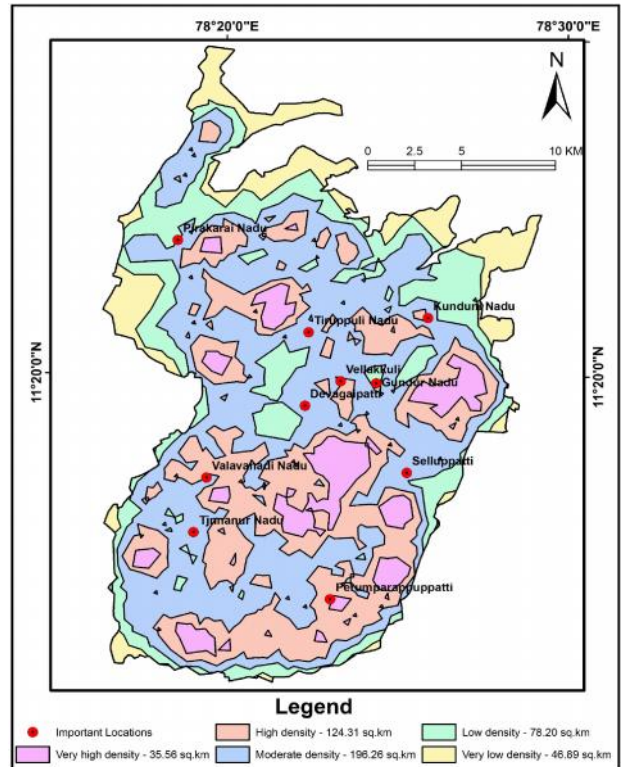 78°20'0"E 78°30'0"E
N
0 2.5 5 10 KM
Pirakarai Nadu
Kunduni Nadu
Tiruppuli Nadu
11°20'0"N 11°20'0"N
Vellakkuli
Gundur Nadu
Devagaipatti
Selluppatti
Valavanadi Nadu
Tinnanur Nadu
Perumparappuppatti
Legend
Important Locations High density - 124.31 sq.km Low density - 78.20 sq.km
Very high density - 35.56 sq.km Moderate density - 196.26 sq.km Very low density - 46.89 sq.km